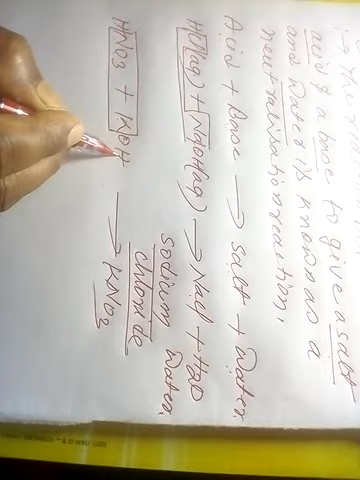 acid & a base to give a salt
and water is known as a
neutralisation reaction,
Acid + Base → salt + water.
HCl(aq) + NaOH(aq) → NaCl + H2O
sodium chloride water
HNO3 + KOH → KNO3